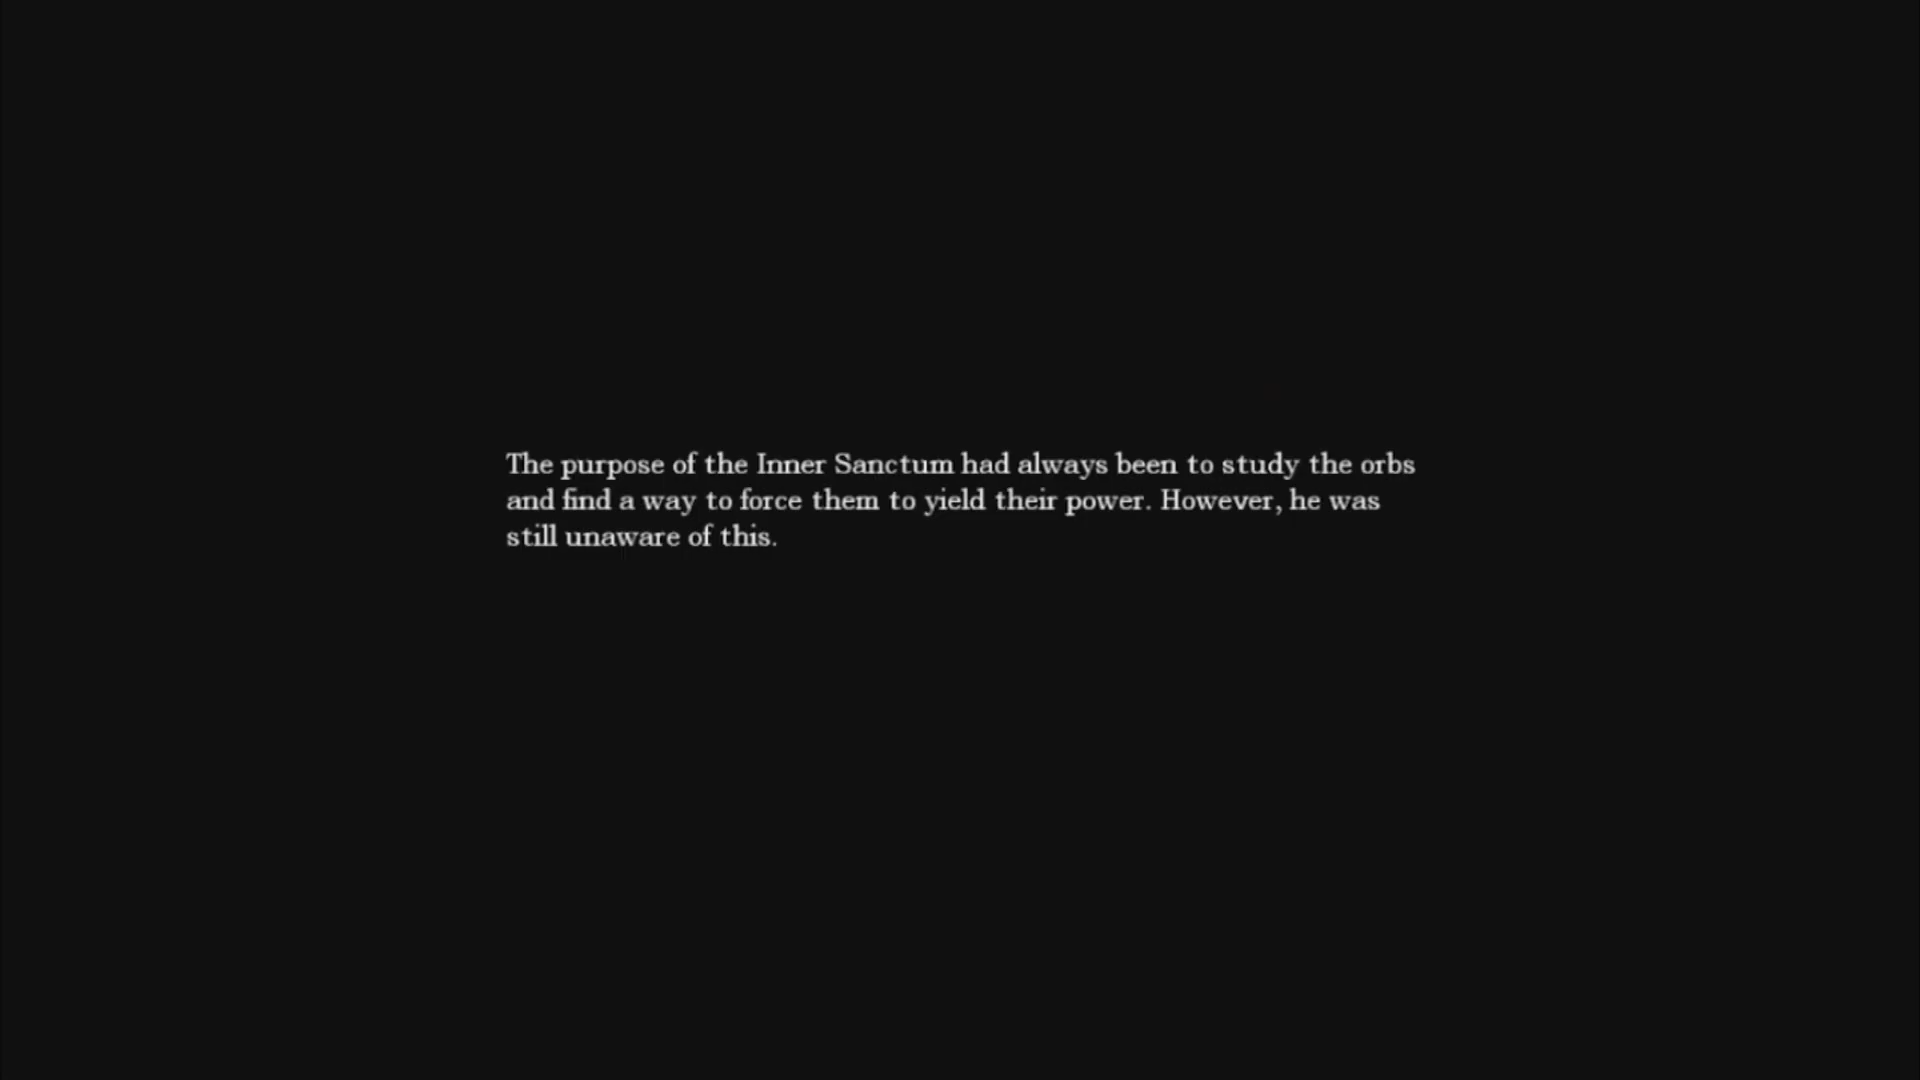 The purpose of the Inner Sanctum had always been to study the orbs
and find a way to force them to yield their power. However, he was
still unaware of this.